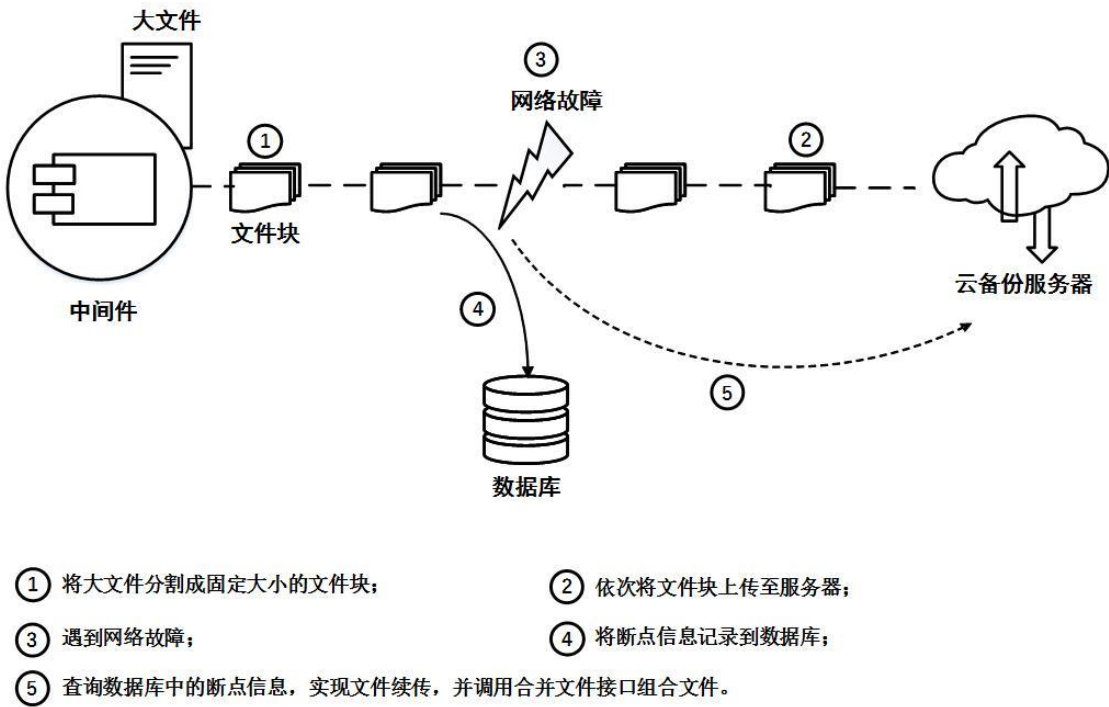 大文件
③
网络故障
①
②
文件块
中间件
云备份服务器
④
⑤
数据库
① 将大文件分割成固定大小的文件块；
② 依次将文件块上传至服务器；
③ 遇到网络故障；
④ 将断点信息记录到数据库；
⑤ 查询数据库中的断点信息，实现文件续传，并调用合并文件接口组合文件。